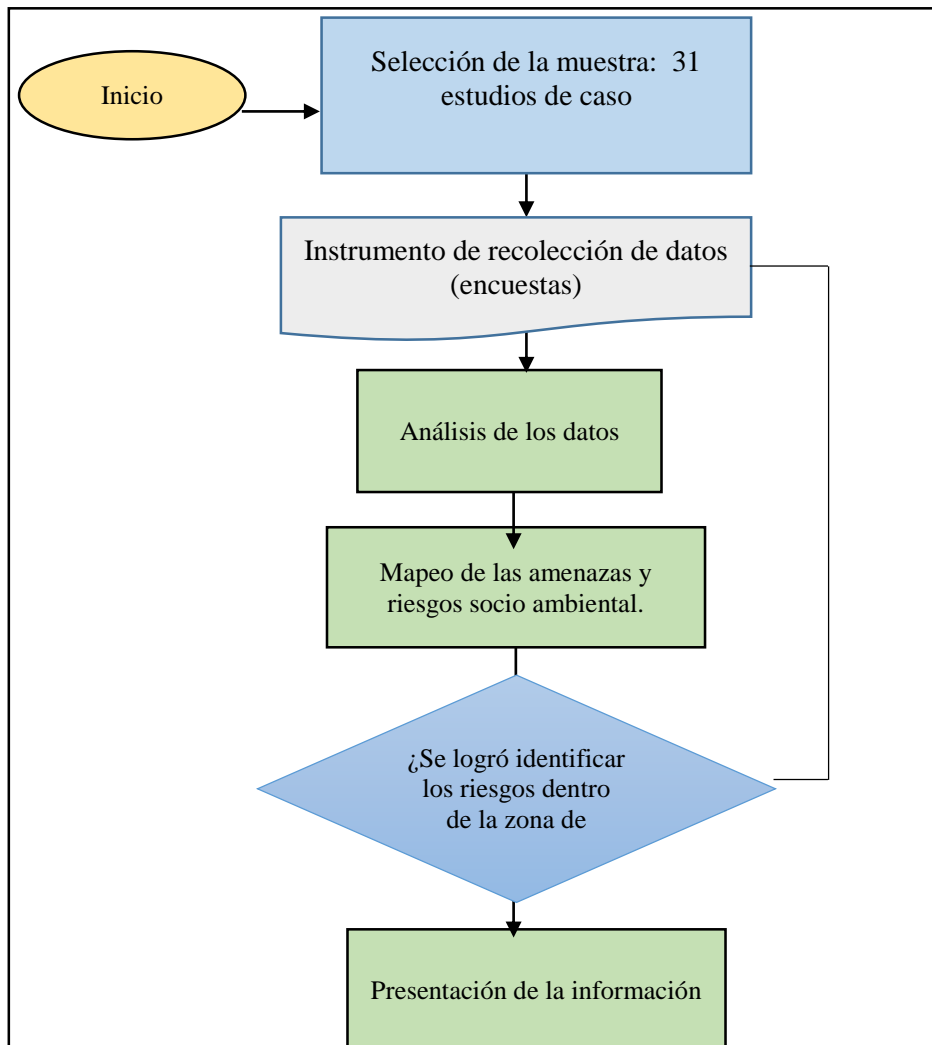 Inicio
Selección de la muestra: 31
estudios de caso
Instrumento de recolección de datos
(encuestas)
Análisis de los datos
Mapeo de las amenazas y
riesgos socio ambiental.
¿Se logró identificar
los riesgos dentro
de la zona de
Presentación de la información